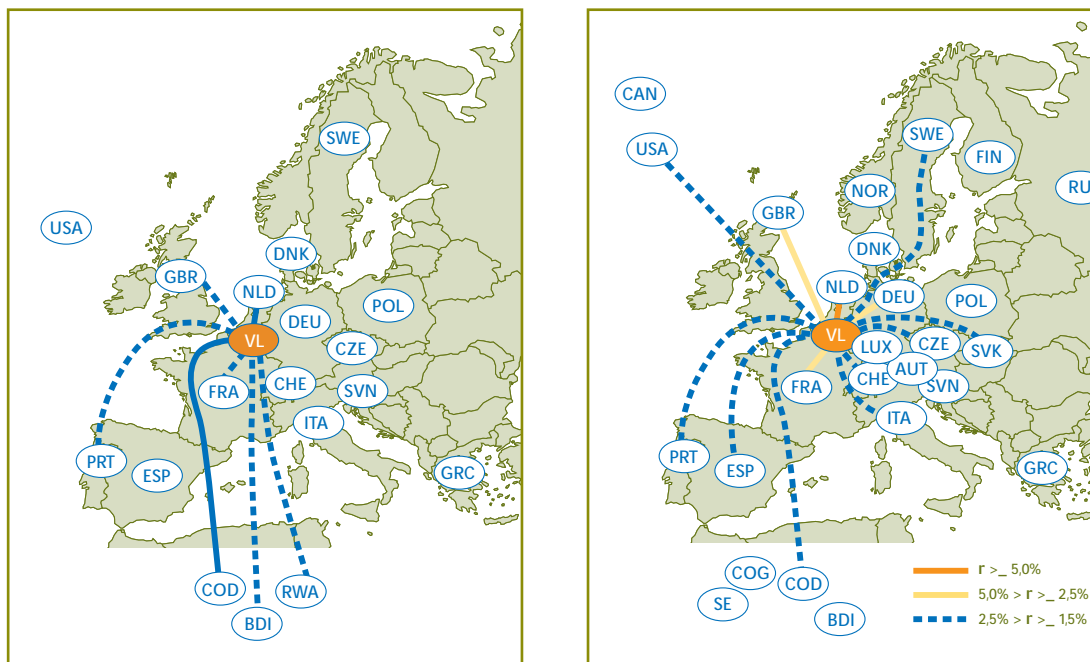 SWE
USA
DNK
GBR
NLD
POL
DEU
VL
CZE
FRA
CHE
SVN
ITA
PRT
ESP
GRC
COD
RWA
BDI
CAN
SWE
USA
FIN
RU
NOR
GBR
DNK
NLD
DEU
POL
VL
LUX
CZE
SVK
AUT
FRA
CHE
SVN
ITA
PRT
ESP
GRC
COG
COD
SE
BDI
r >_ 5,0%
5,0% > r >_ 2,5%
2,5% > r >_ 1,5%